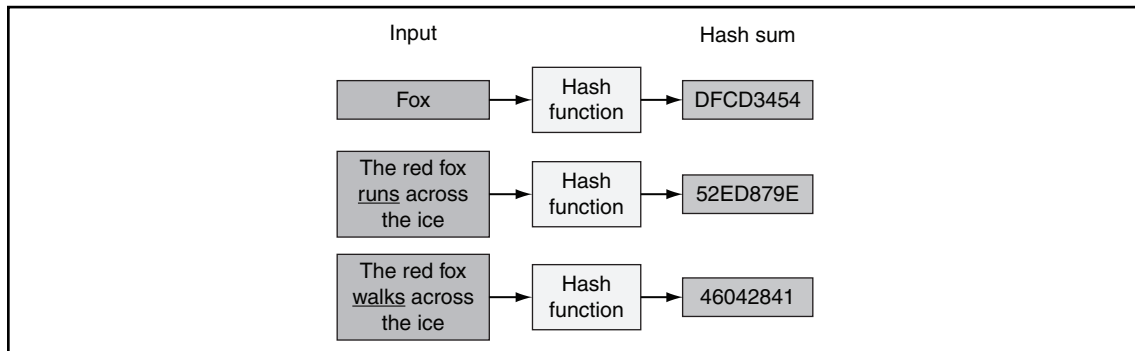 Input Hash sum
Fox
Hash
function
DFCD3454
The red fox
runs across
the ice
Hash
function
52ED879E
The red fox
walks across
the ice
Hash
function
46042841